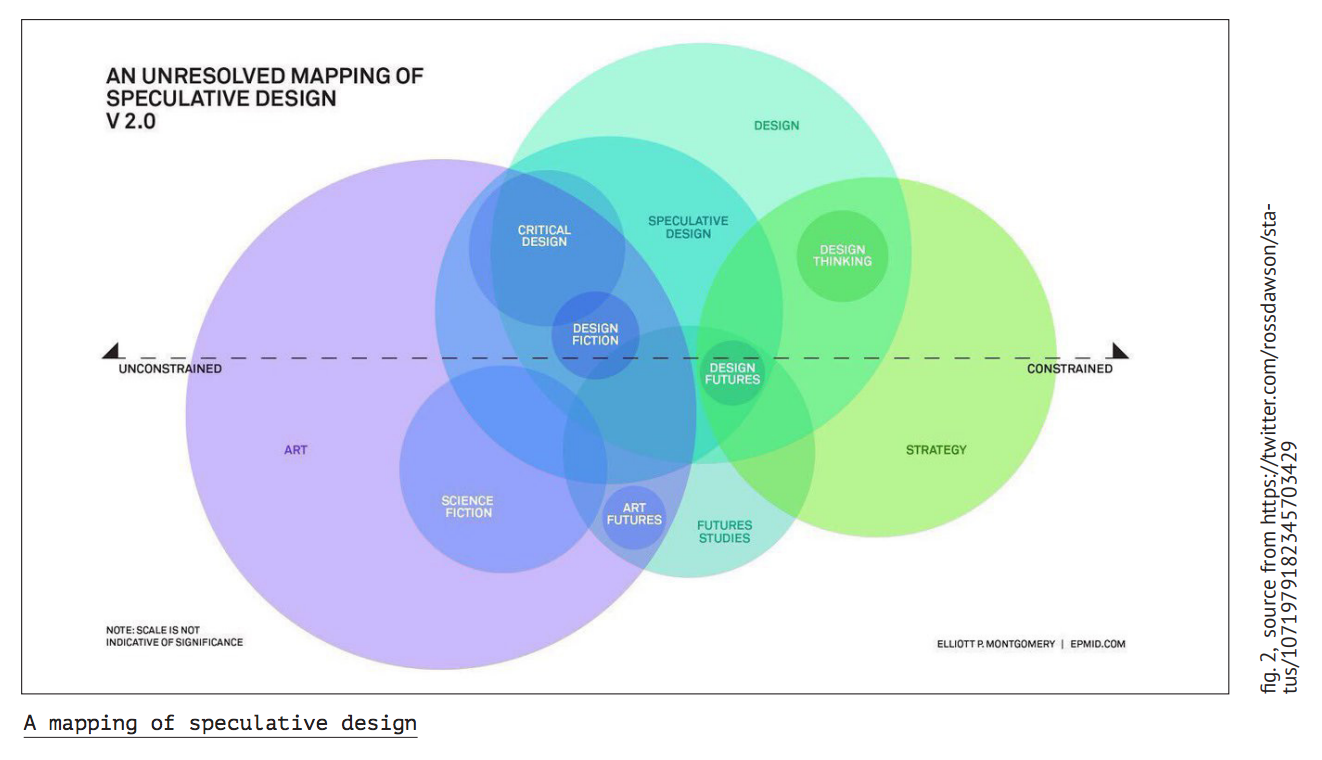 AN UNRESOLVED MAPPING OF
SPECULATIVE DESIGN
V 2.0
DESIGN
SPECULATIVE
DESIGN
CRITICAL
DESIGN
DESIGN
THINKING
DESIGN
FICTION
UNCONSTRAINED
DESIGN
FUTURES
CONSTRAINED
ART
STRATEGY
SCIENCE
FICTION
ART
FUTURES
FUTURES
STUDIES
NOTE: SCALE IS NOT
INDICATIVE OF SIGNIFICANCE
ELLIOTT P. MONTGOMERY | EPMID.COM
fig. 2, source from https://twitter.com/rossdawson/sta-
tus/1071979182345703429
A mapping of speculative design